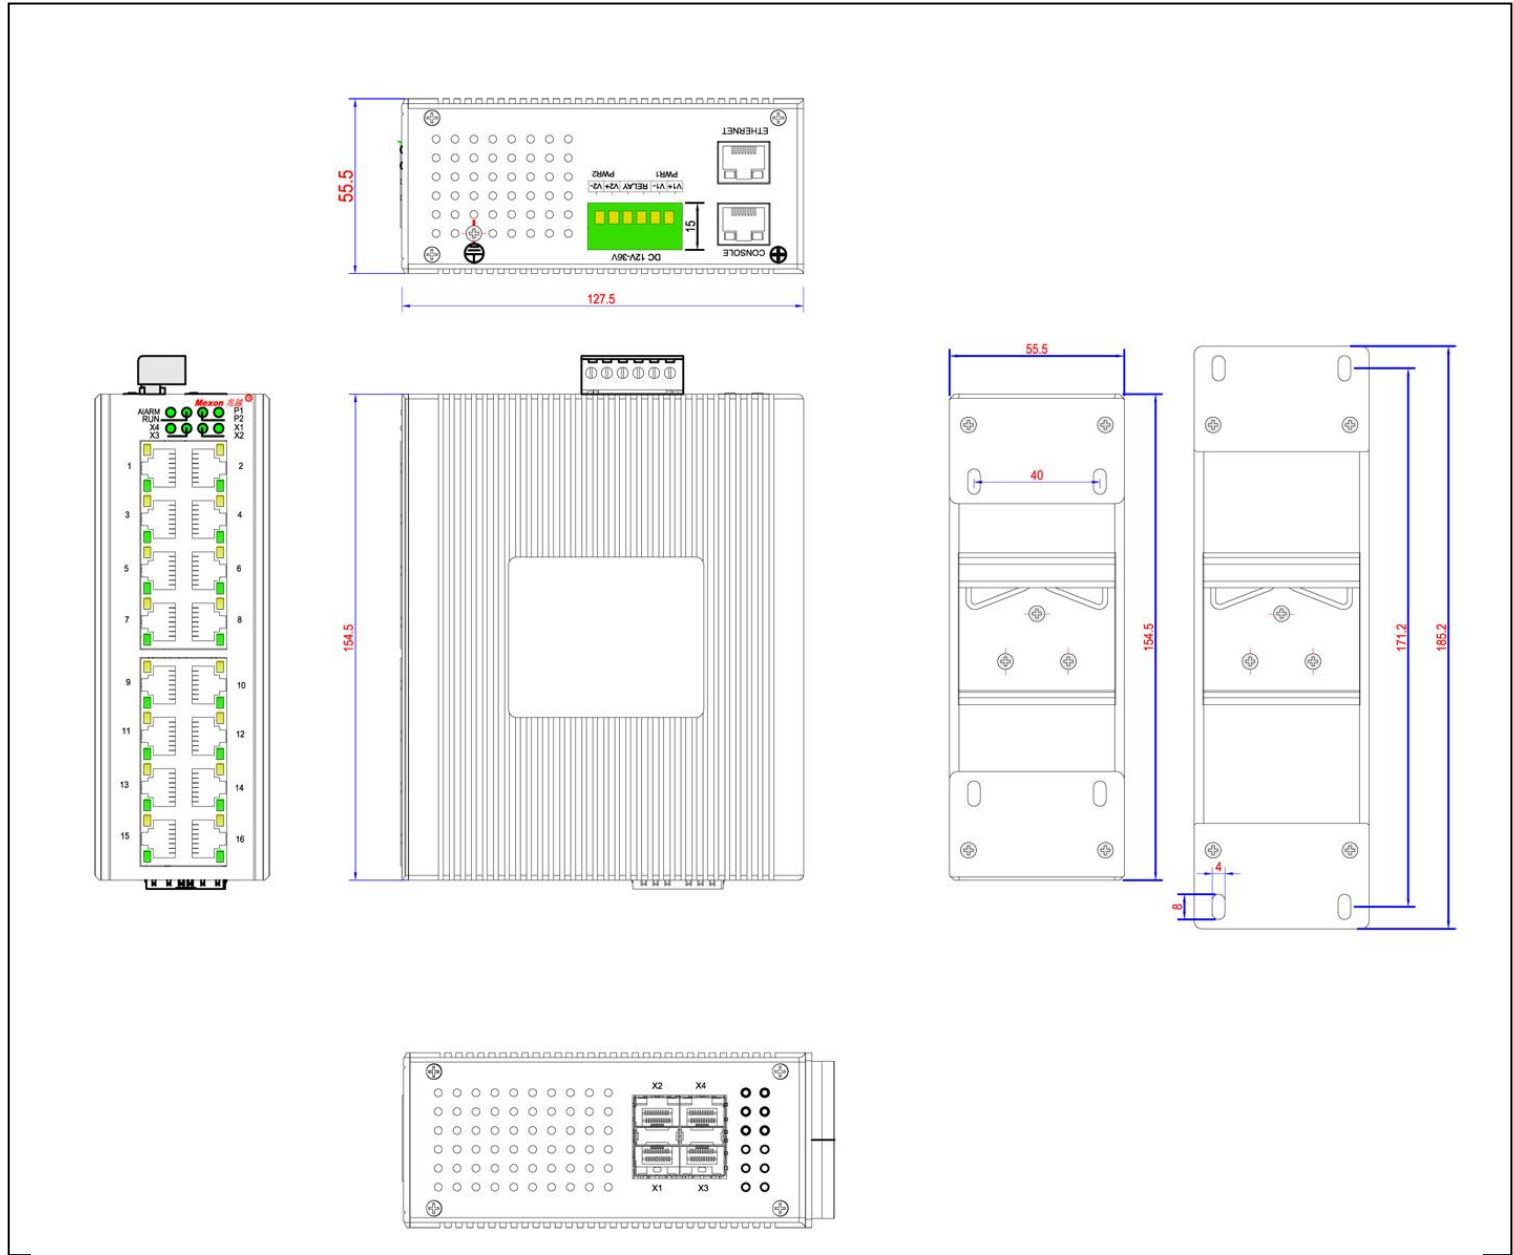 55.5
ETHERNET
PWR2 PWR1
V2- V2+ RELAY V1- V1+
15
DC 12V-36V
CONSOLE
127.5
Mexon 兆越®
AlARM P1
RUN P2
X4 X1
X3 X2
1 2
3 4
5 6
7 8
9 10
11 12
13 14
15 16
154.5
55.5
40
154.5
171.2
185.2
4
8
X2 X4
X1 X3